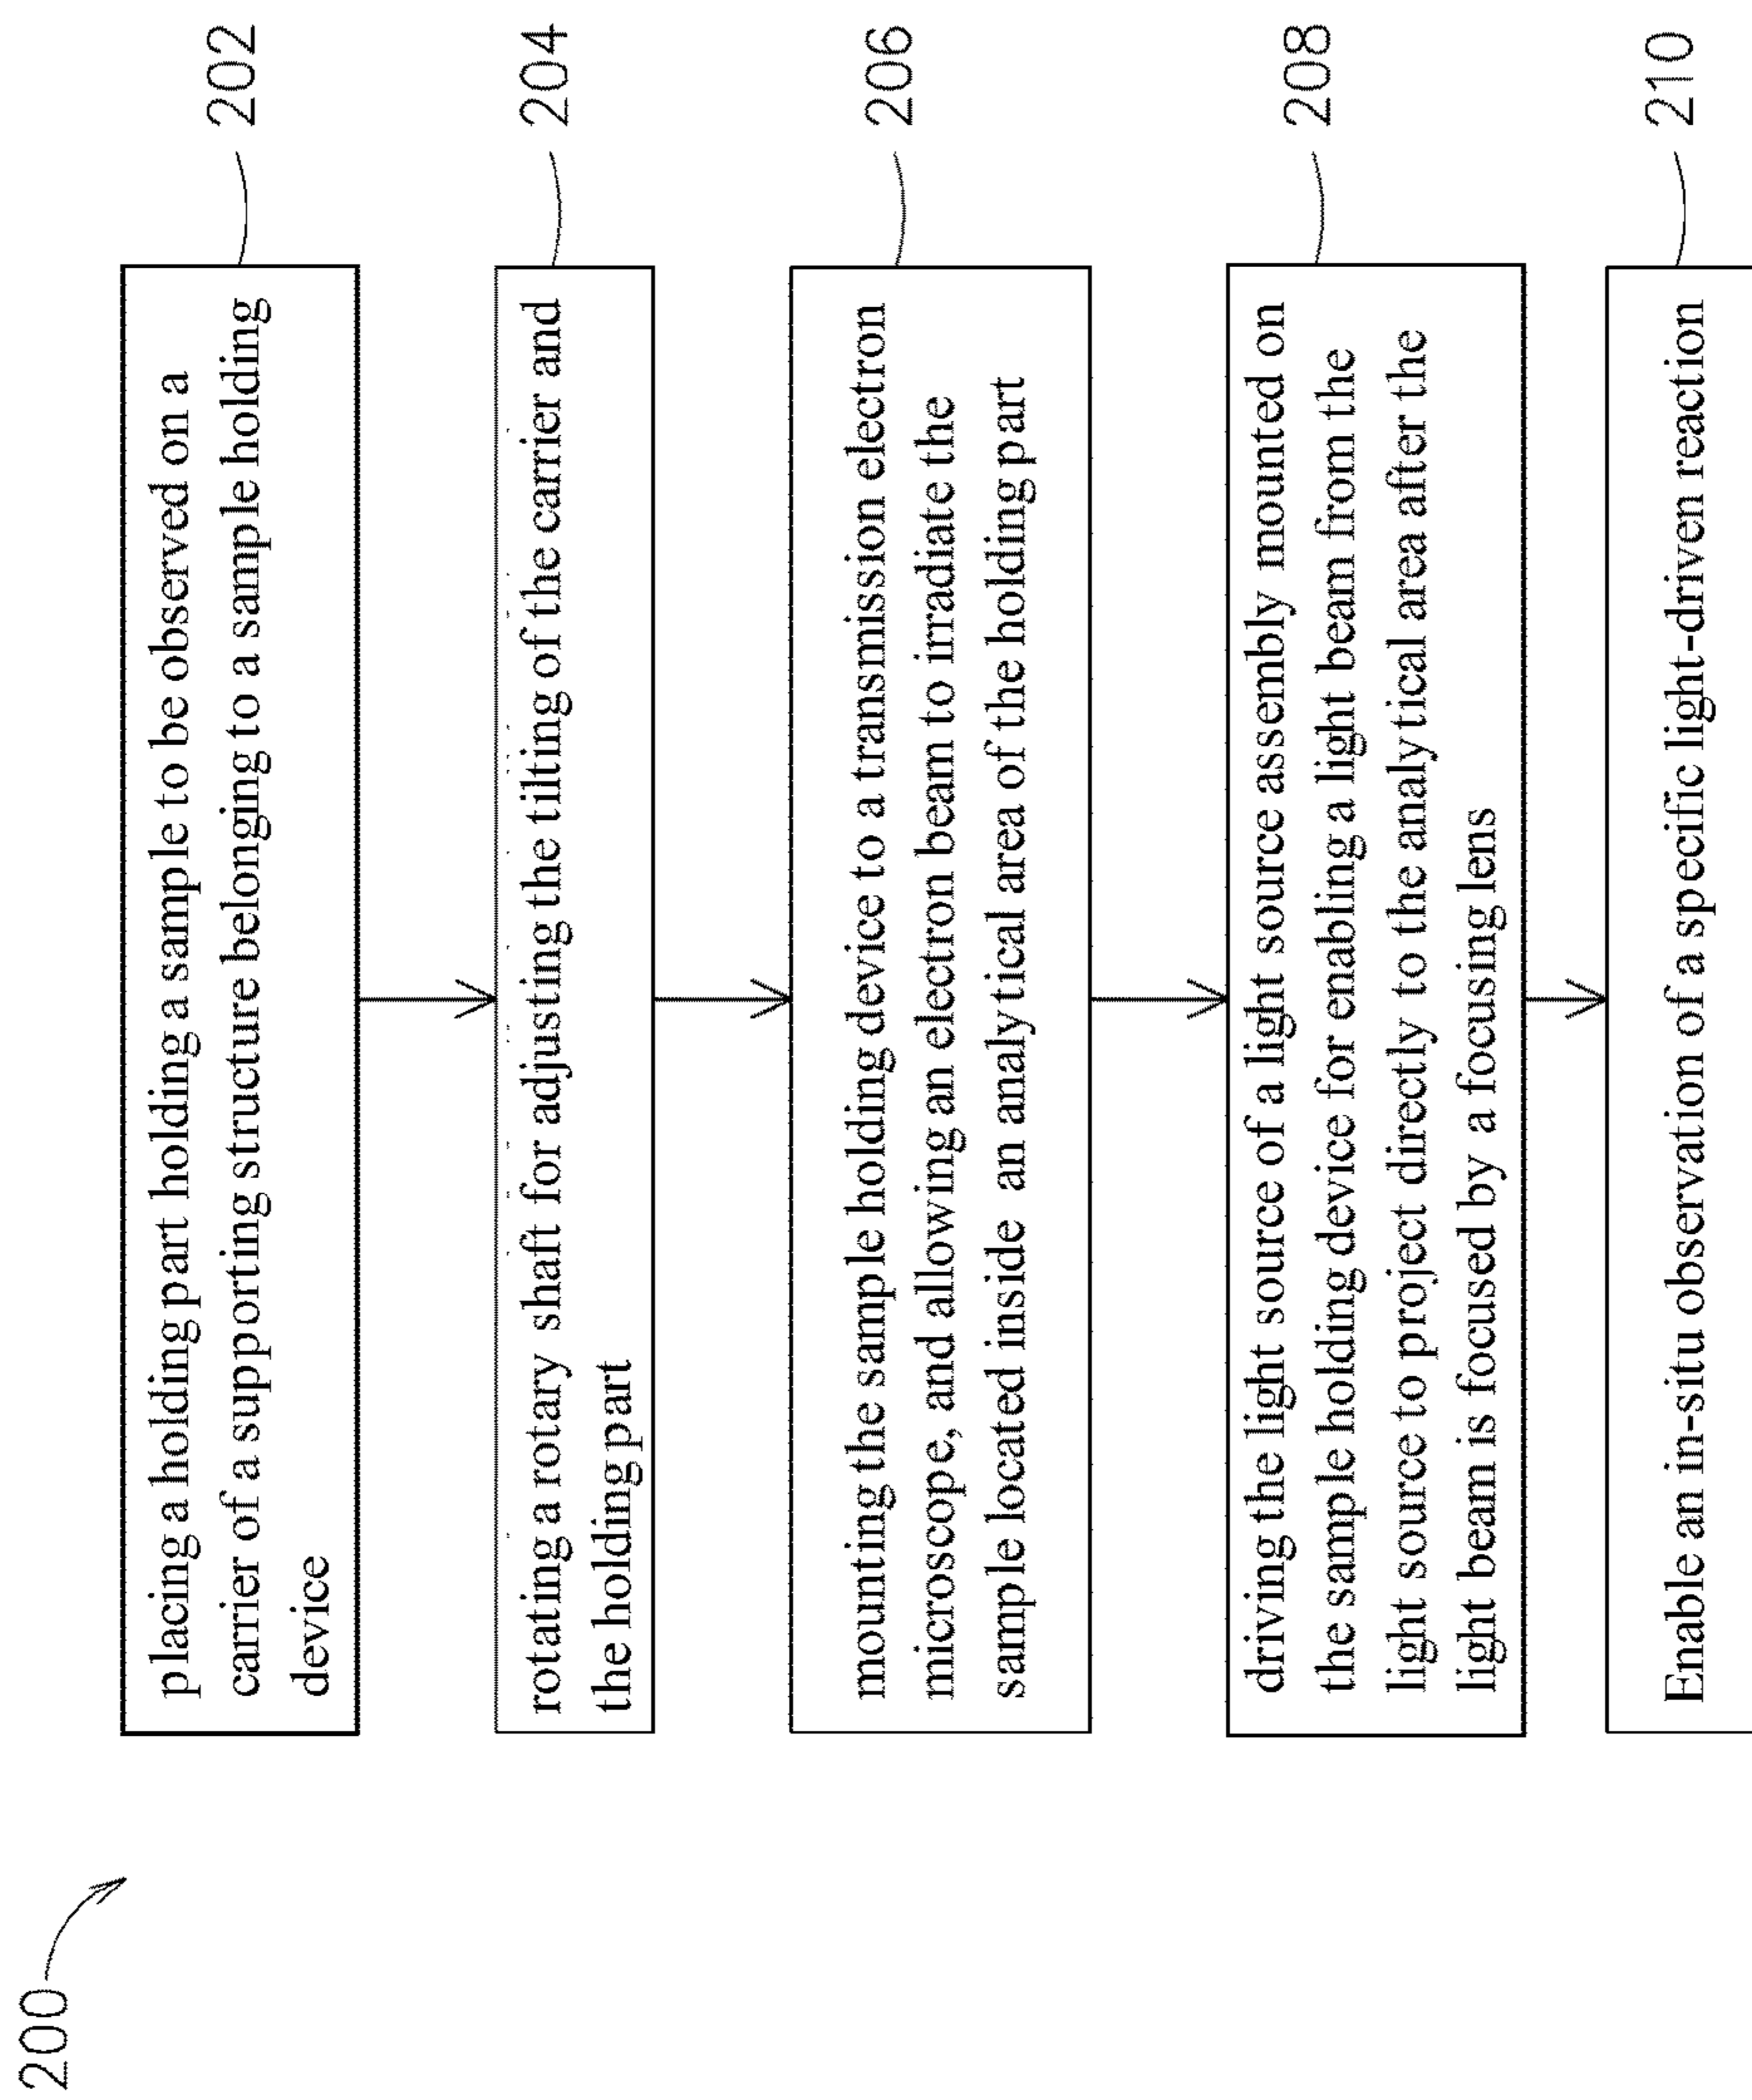 200
placing a holding part holding a sample to be observed on a
carrier of a supporting structure belonging to a sample holding
device
202
rotating a rotary shaft for adjusting the tilting of the carrier and
the holding part
204
mounting the sample holding device to a transmission electron
microscope, and allowing an electron beam to irradiate the
sample located inside an analytical area of the holding part
206
driving the light source of a light source assembly mounted on
the sample holding device for enabling a light beam from the
light source to project directly to the analytical area after the
light beam is focused by a focusing lens
208
Enable an in-situ observation of a specific light-driven reaction
210